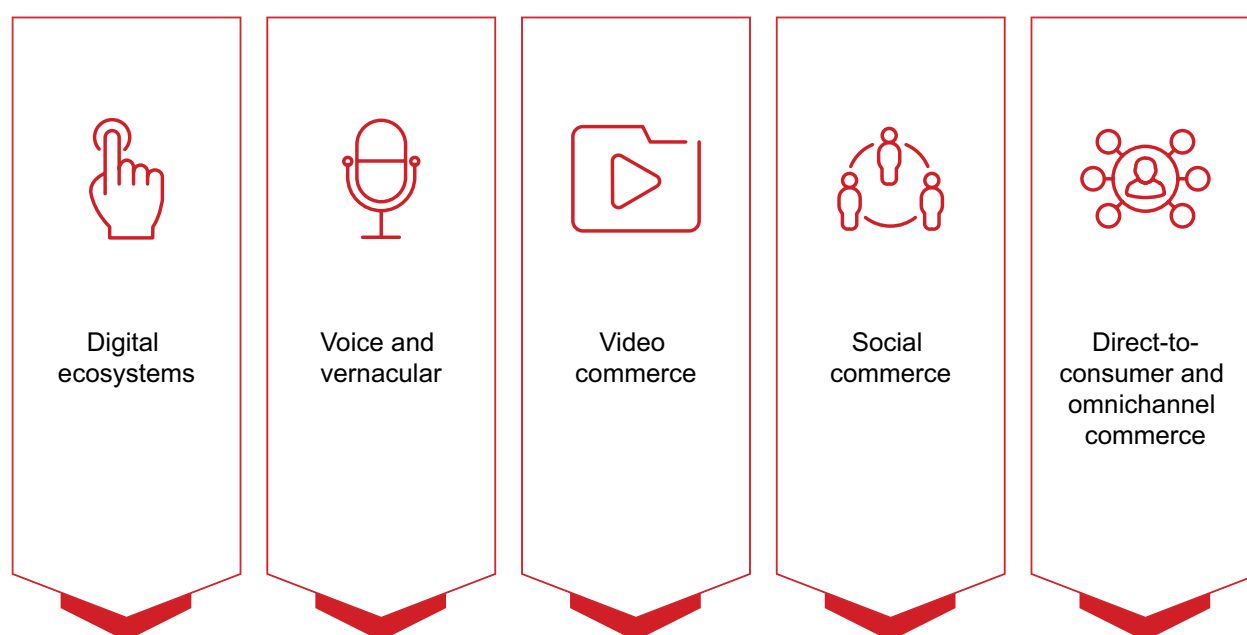 Digital
ecosystems
Voice and
vernacular
Video
commerce
Social
commerce
Direct-to-
consumer and
omnichannel
commerce